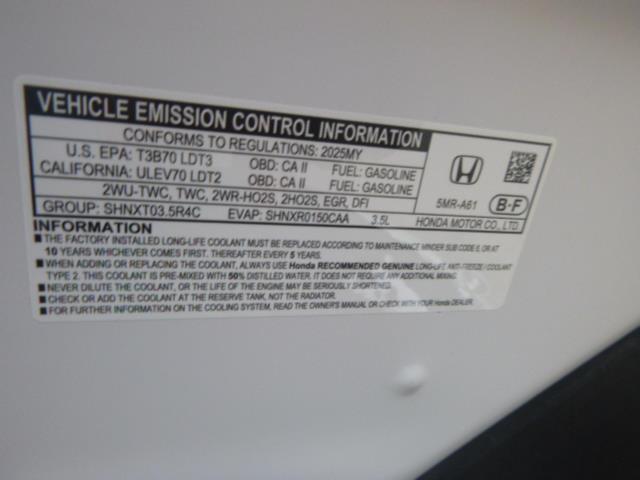 VEHICLE EMISSION CONTROL INFORMATION
CONFORMS TO REGULATIONS: 2025MY
U.S. EPA: T3B70 LDT3 OBD: CA II FUEL: GASOLINE
CALIFORNIA: ULEV70 LDT2 OBD: CA II FUEL: GASOLINE
2WU-TWC, TWC, 2WR-HO2S, 2HO2S, EGR, DFI
GROUP: SHNXT03.5R4C EVAP: SHNXR0150CAA 3.5L
5MR-A61 B-F
HONDA MOTOR CO., LTD.
INFORMATION
■ THE FACTORY INSTALLED LONG-LIFE COOLANT MUST BE REPLACED ACCORDING TO MAINTENANCE MINDER SUB CODE 5, OR AT
10 YEARS WHICHEVER COMES FIRST. THEREAFTER EVERY 5 YEARS.
■ WHEN ADDING TO OR REPLACING THE COOLANT, ALWAYS USE Honda RECOMMENDED GENUINE LONG-LIFE ANTI-FREEZE / COOLANT
TYPE 2. THIS COOLANT IS PRE-MIXED WITH 50% DISTILLED WATER. IT DOES NOT REQUIRE ANY ADDITIONAL MIXING.
■ NEVER DILUTE THE COOLANT, OR THE LIFE OF THE ENGINE MAY BE SERIOUSLY SHORTENED.
■ CHECK OR ADD THE COOLANT AT THE RESERVE TANK, NOT THE RADIATOR.
■ FOR FURTHER INFORMATION ON THE COOLING SYSTEM, READ THE OWNER'S MANUAL OR CHECK WITH YOUR Honda DEALER.